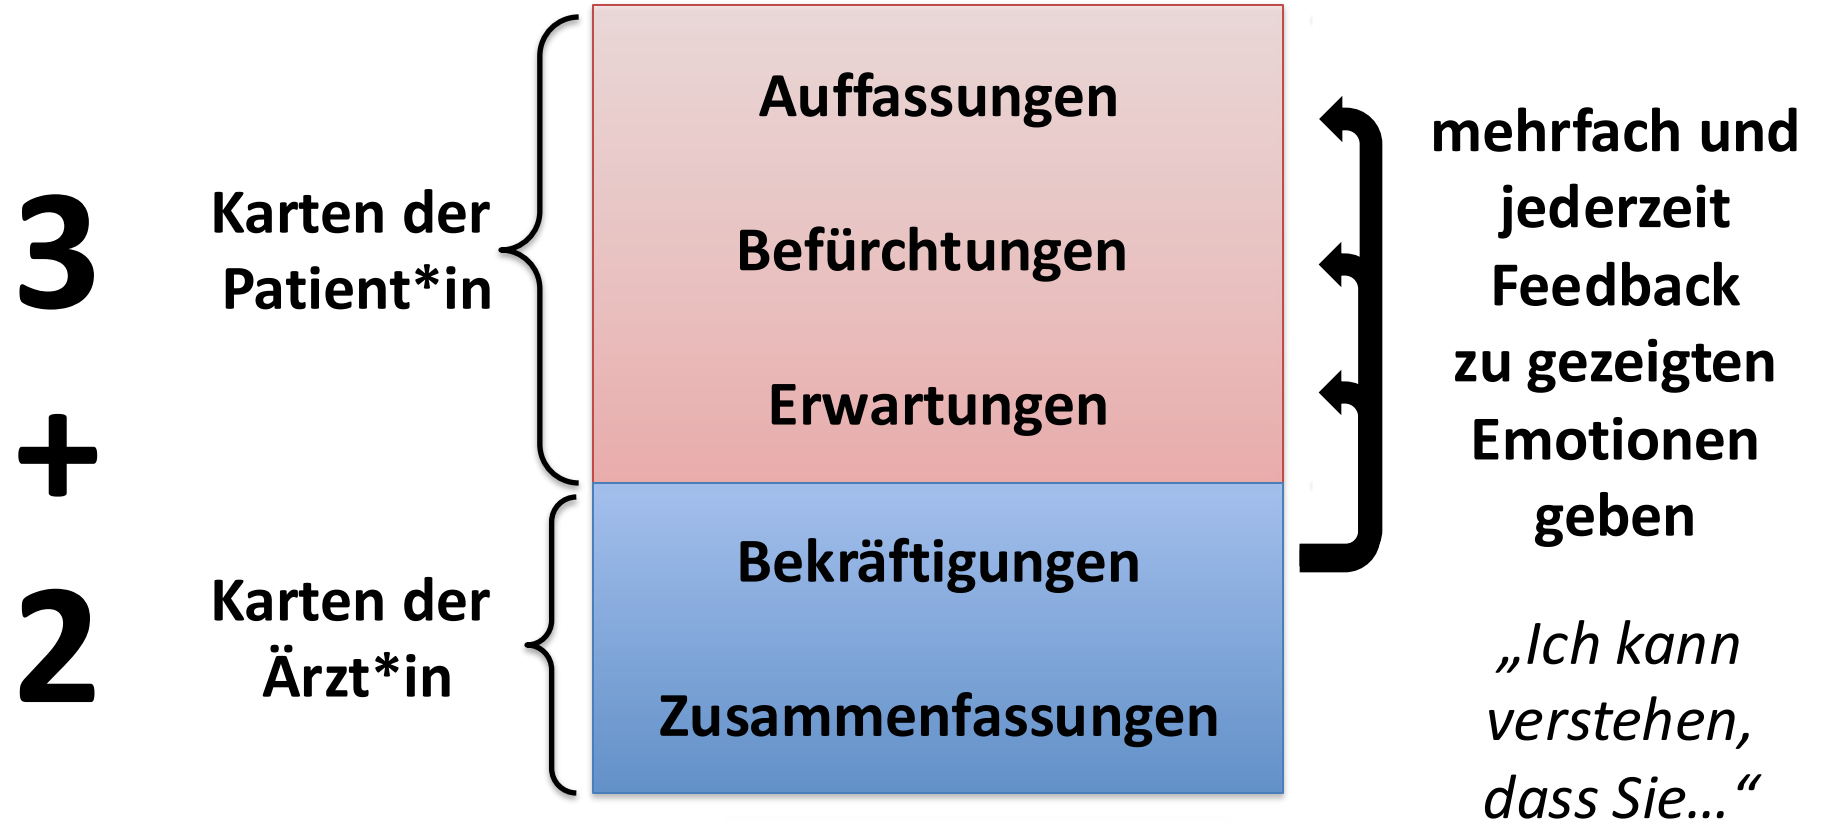 3
Karten der
Patient*in
+
2
Karten der
Ärzt*in
Auffassungen
Befürchtungen
Erwartungen
Bekräftigungen
Zusammenfassungen
mehrfach und
jederzeit
Feedback
zu gezeigten
Emotionen
geben
„Ich kann
verstehen,
dass Sie…“